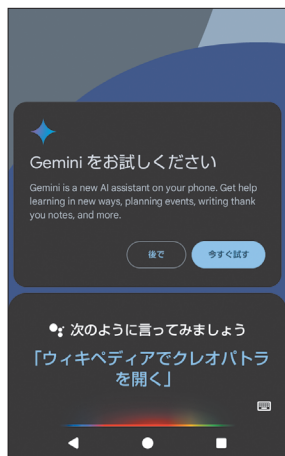 Gemini をお試しください
Gemini is a new AI assistant on your phone. Get help
learning in new ways, planning events, writing thank
you notes, and more.
後で
今すぐ試す
次のように言ってみましょう
「ウィキペディアでクレオパトラ
を開く」